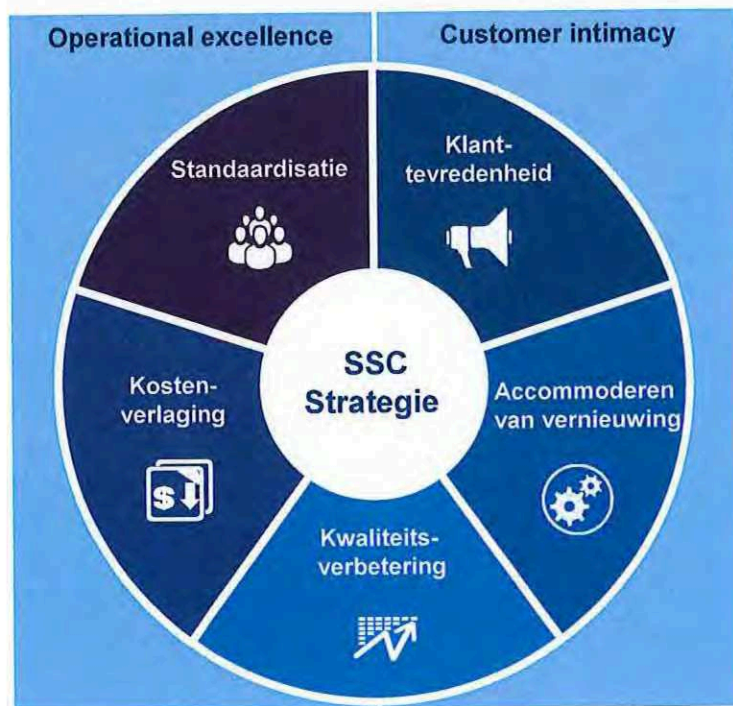 Operational excellence
Customer intimacy
Standaardisatie
Klant-
tevredenheid
SSC
Strategie
Kosten-
verlaging
Accommoderen
van vernieuwing
Kwaliteits-
verbetering
$